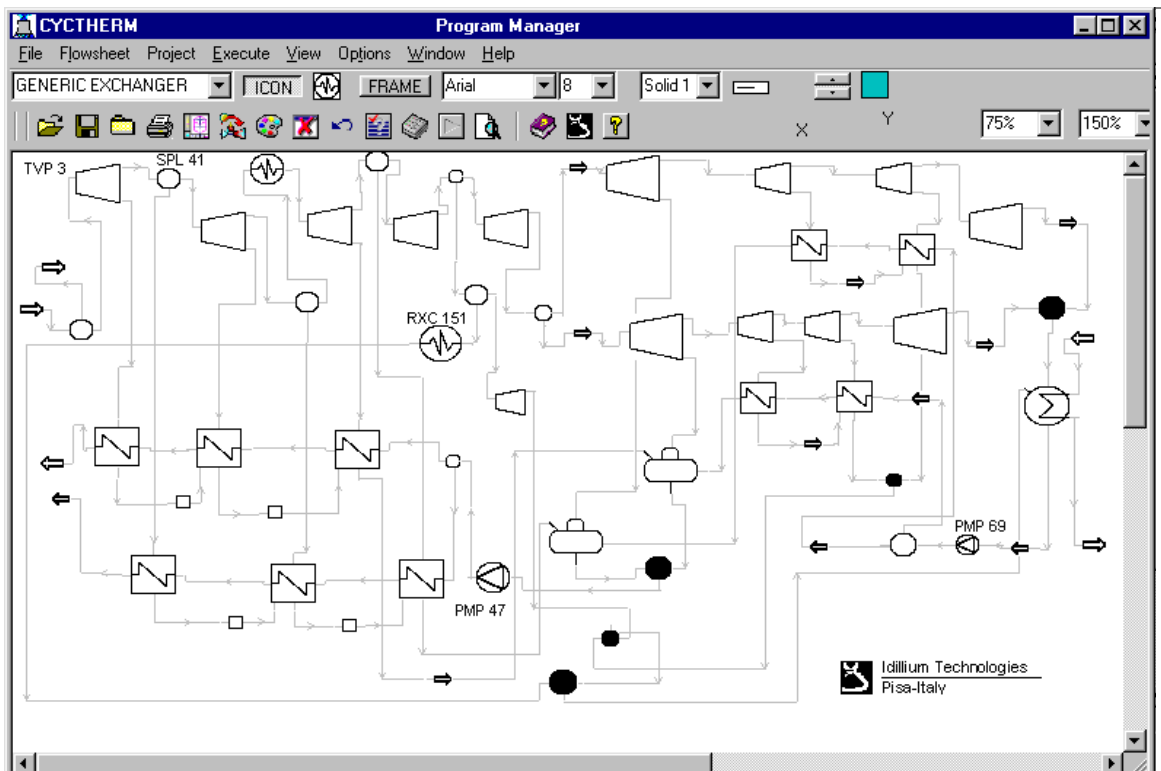 CYCTHERM Program Manager
File Flowsheet Project Execute View Options Window Help
GENERIC EXCHANGER ICON FRAME Arial 8 Solid 1
X Y 75% 150%
TVP 3 SPL 41
RXC 151
PMP 69
PMP 47
Idillium Technologies
Pisa-Italy